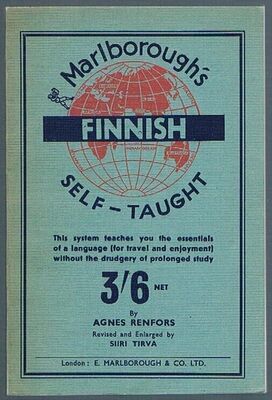 Marlborough's
FINNISH
SELF-TAUGHT
This system teaches you the essentials
of a language (for travel and enjoyment)
without the drudgery of prolonged study
3/6 NET
By
AGNES RENFORS
Revised and Enlarged by
SIIRI TIRVA
London: E. MARLBOROUGH & CO. LTD.